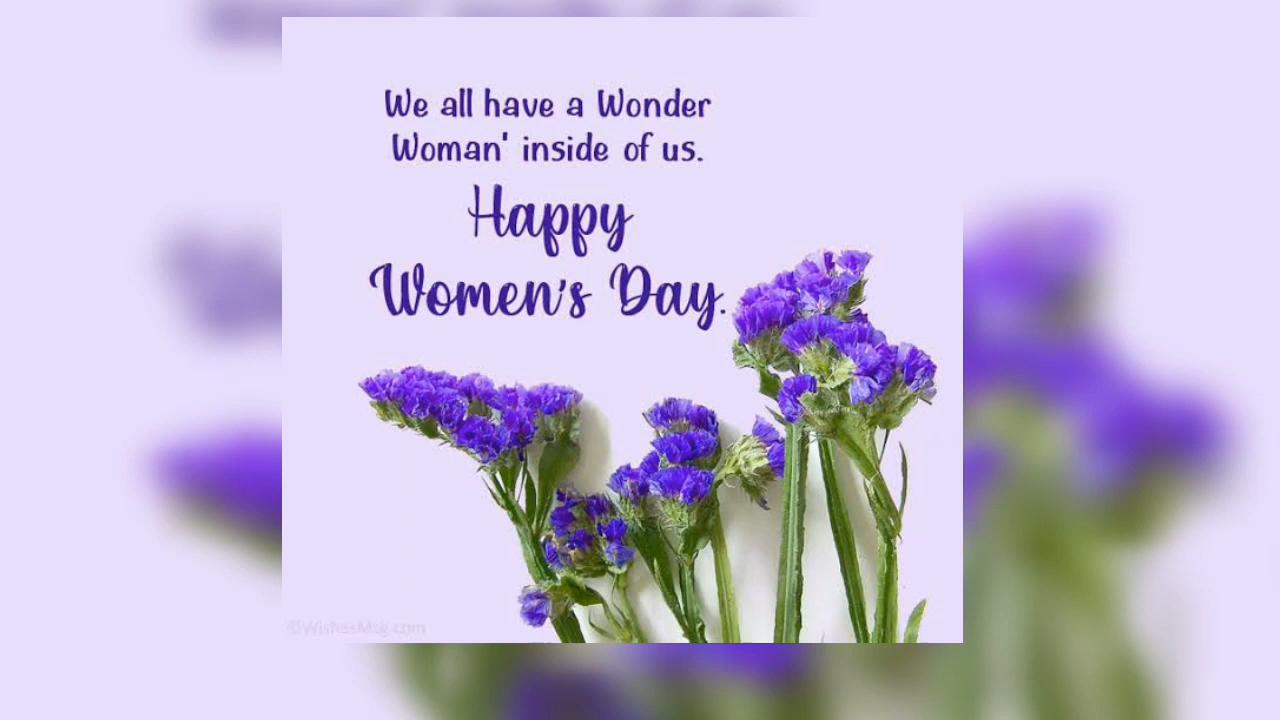 We all have a Wonder
Woman' inside of us.
Happy
Women's Day.
©WishesMsg.com